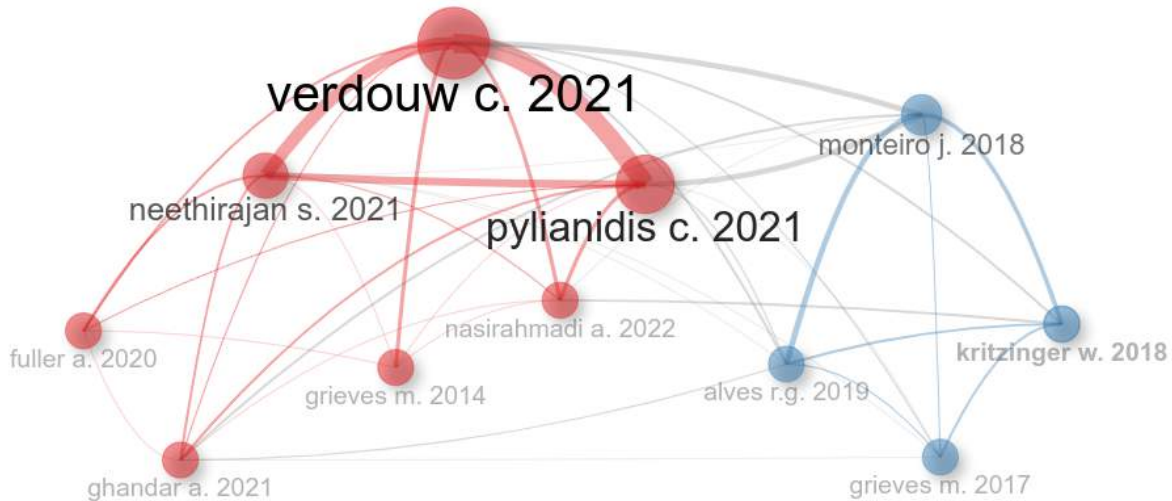 verdouw c. 2021
monteiro j. 2018
neethirajan s. 2021
pylianidis c. 2021
nasirahmadi a. 2022
fuller a. 2020
kritzinger w. 2018
grieves m. 2014
alves r.g. 2019
ghandar a. 2021
grieves m. 2017